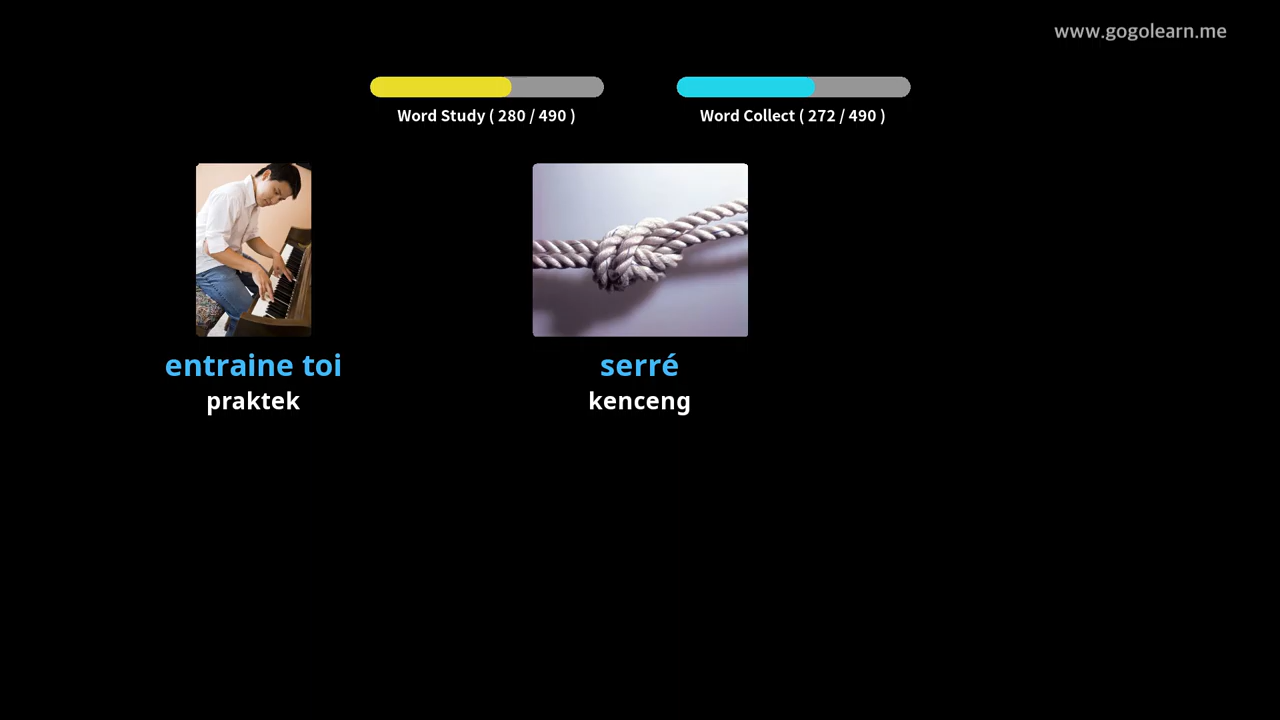 www.gogolearn.me
Word Study ( 280 / 490 )
Word Collect ( 272 / 490 )
entraine toi
praktek
serré
kenceng